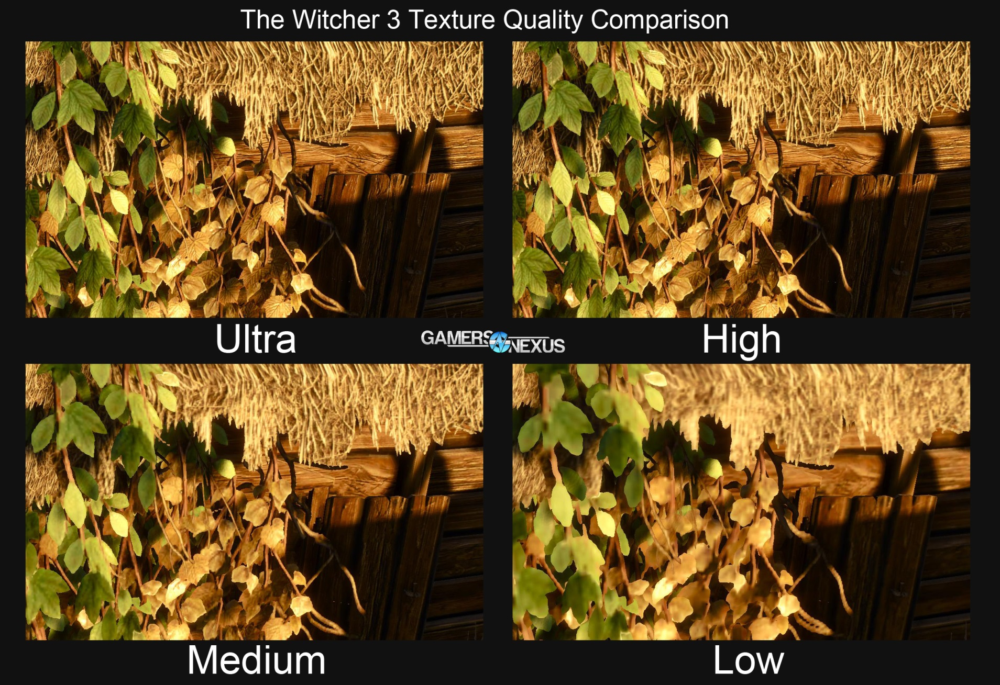 The Witcher 3 Texture Quality Comparison
Ultra
GAMERS NEXUS
High
Medium
Low